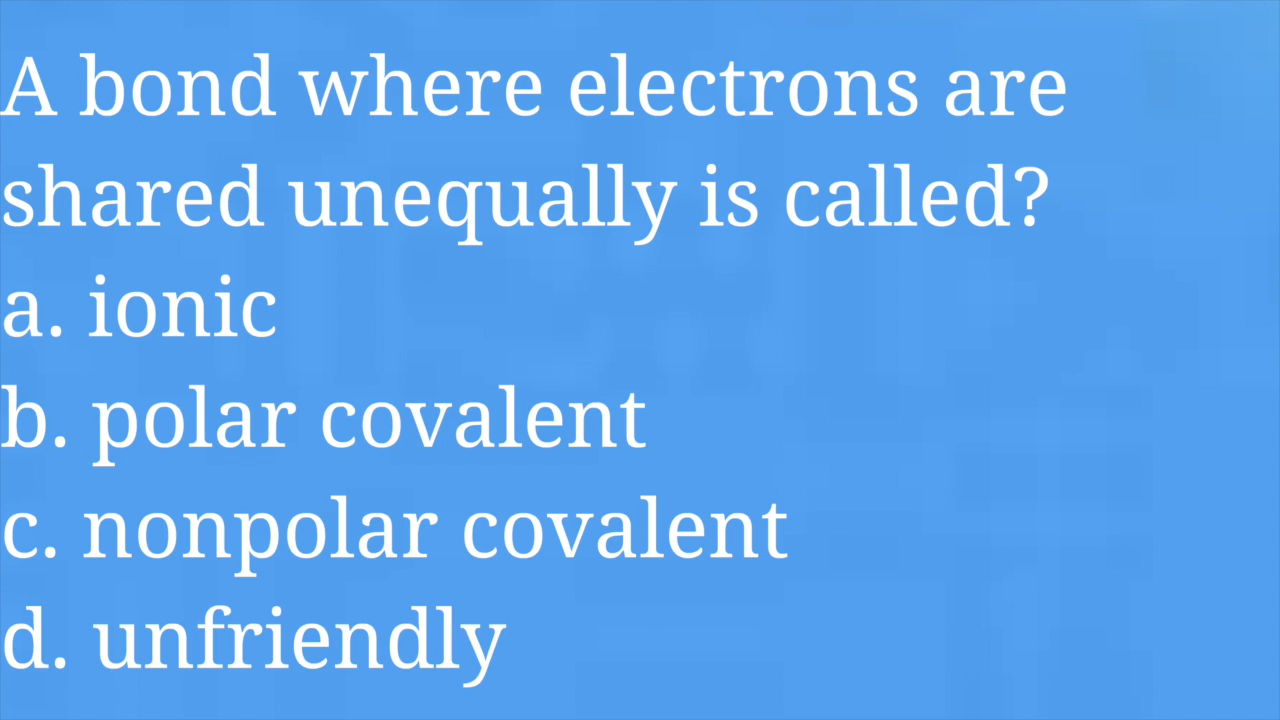 A bond where electrons are
shared unequally is called?
a. ionic
b. polar covalent
c. nonpolar covalent
d. unfriendly